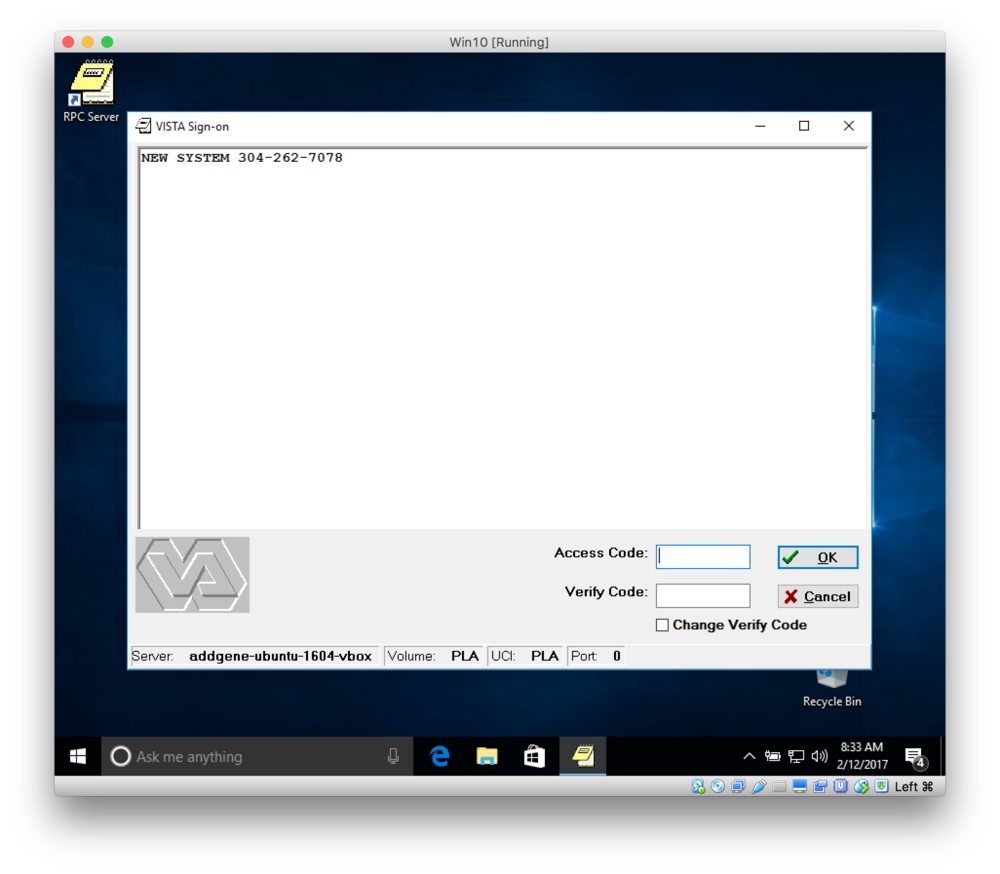 Win10 [Running]
RPC Server
VISTA Sign-on
NEW SYSTEM 304-262-7078
Access Code:
OK
Verify Code:
Cancel
Change Verify Code
Server: addgene-ubuntu-1604-vbox Volume: PLA UCI: PLA Port: 0
Recycle Bin
Ask me anything
8:33 AM
2/12/2017
4
Left ⌘